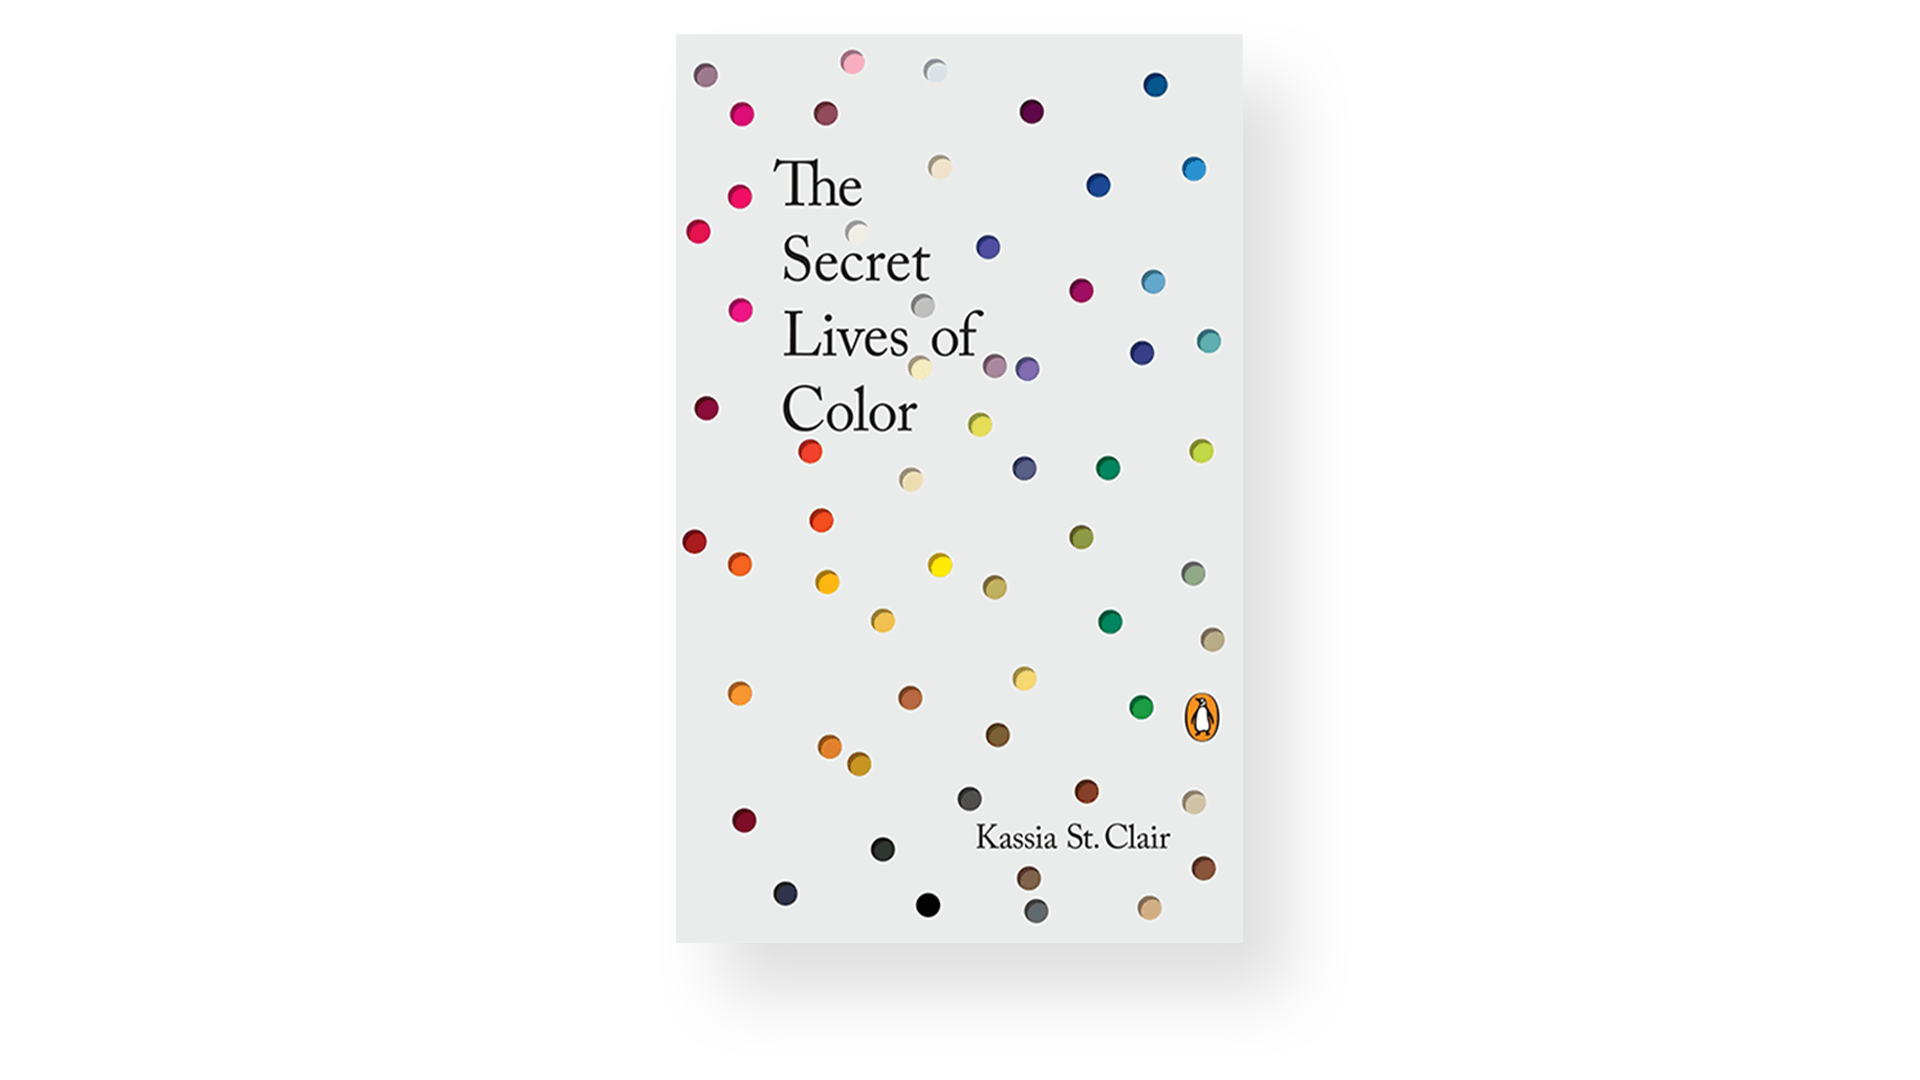 The
Secret
Lives of
Color
Kassia St. Clair